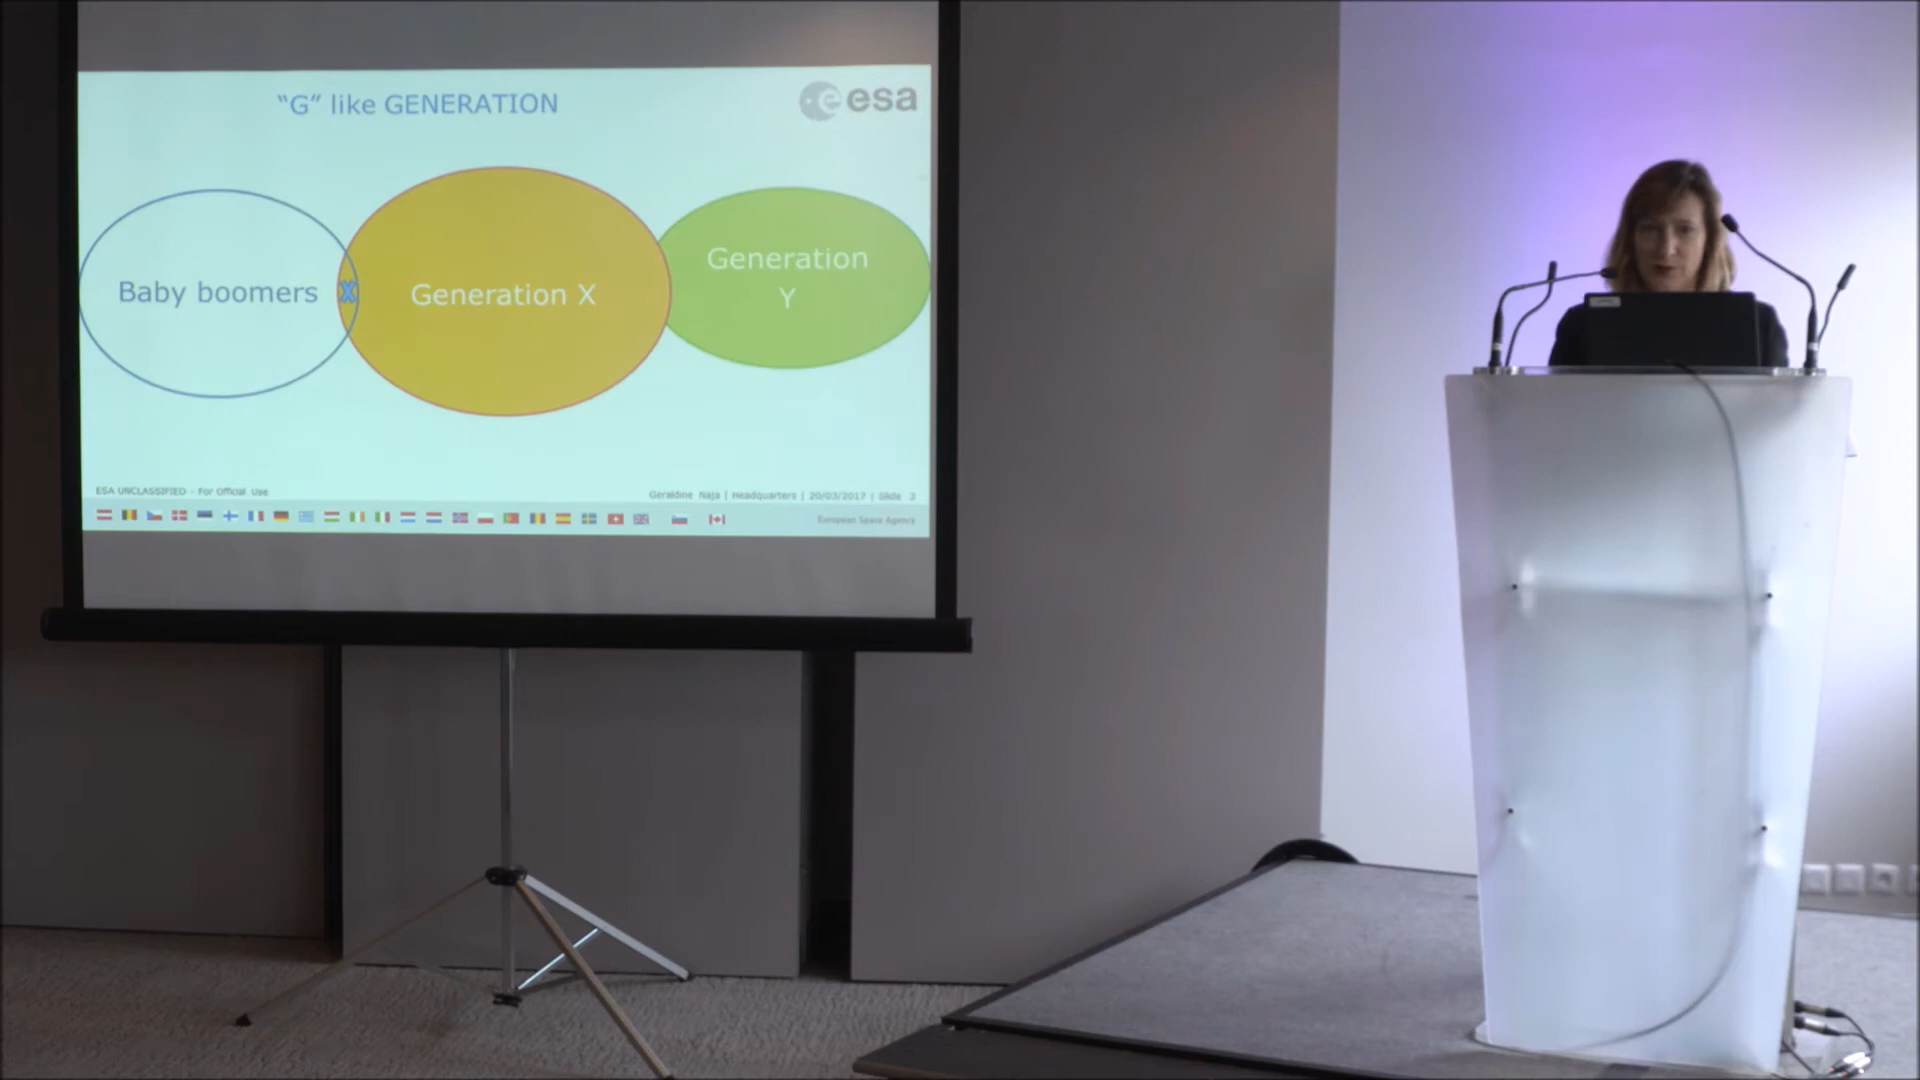 “G” like GENERATION
esa
Baby boomers
X
Generation X
Generation
Y
ESA UNCLASSIFIED - For Official Use
Geraldine Naja | Headquarters | 20/03/2017 | Slide 3
European Space Agency